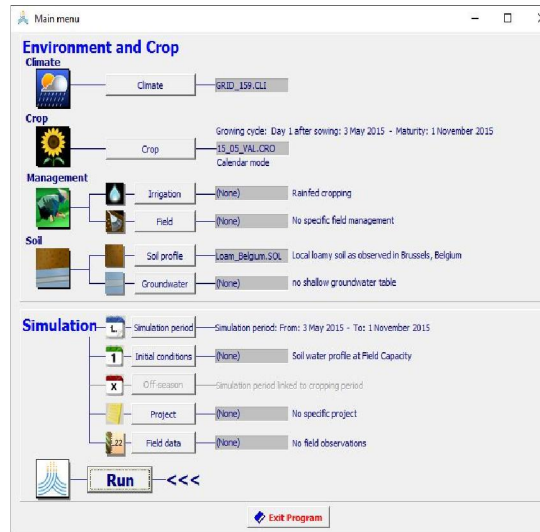 Main menu
Environment and Crop
Climate
Climate GRID_159.CLI
Crop
Growing cycle: Day 1 after sowing: 3 May 2015 - Maturity: 1 November 2015
Crop 15_05_VAL.CRO
Calendar mode
Management
Irrigation (None) Rainfed cropping
Field (None) No specific field management
Soil
Soil profile Loam_Belgium.SOL Local loamy soil as observed in Brussels, Belgium
Groundwater (None) no shallow groundwater table
Simulation Simulation period Simulation period: From: 3 May 2015 - To: 1 November 2015
1 Initial conditions (None) Soil water profile at Field Capacity
X Off-season Simulation period linked to cropping period
Project (None) No specific project
Field data (None) No field observations
Run <<<
Exit Program